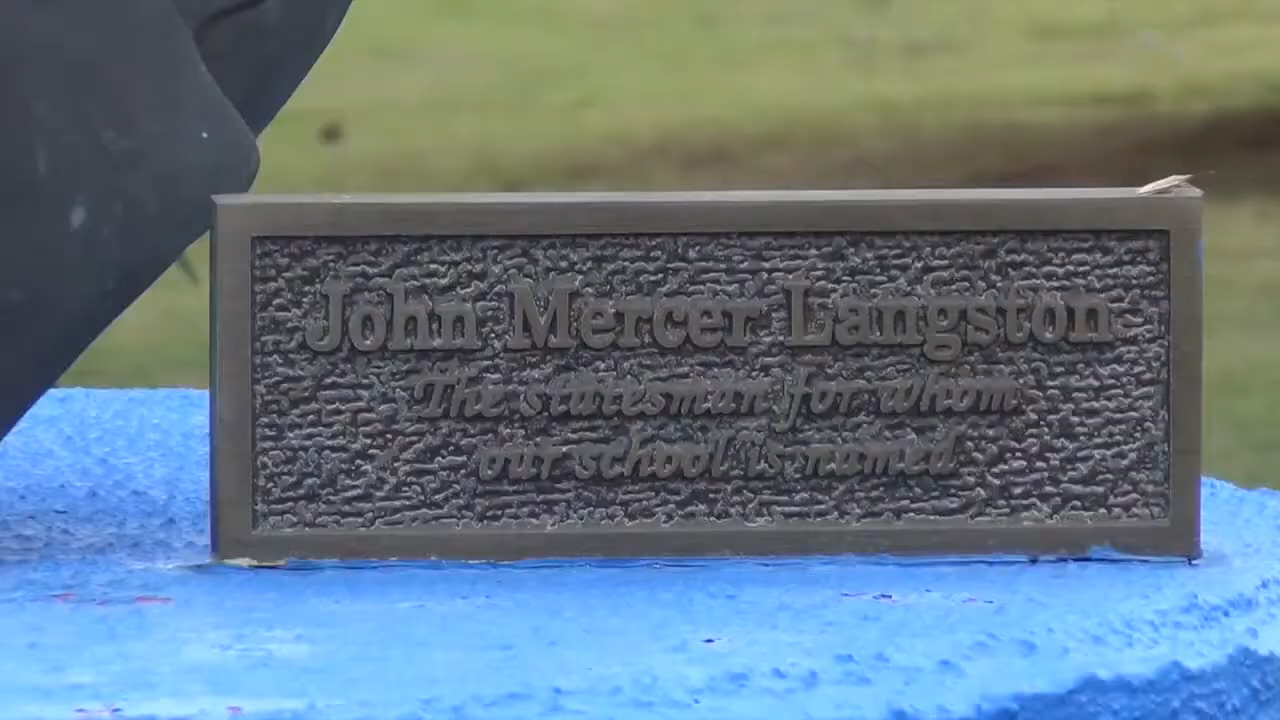 John Mercer Langston
The statesman for whom
our school is named